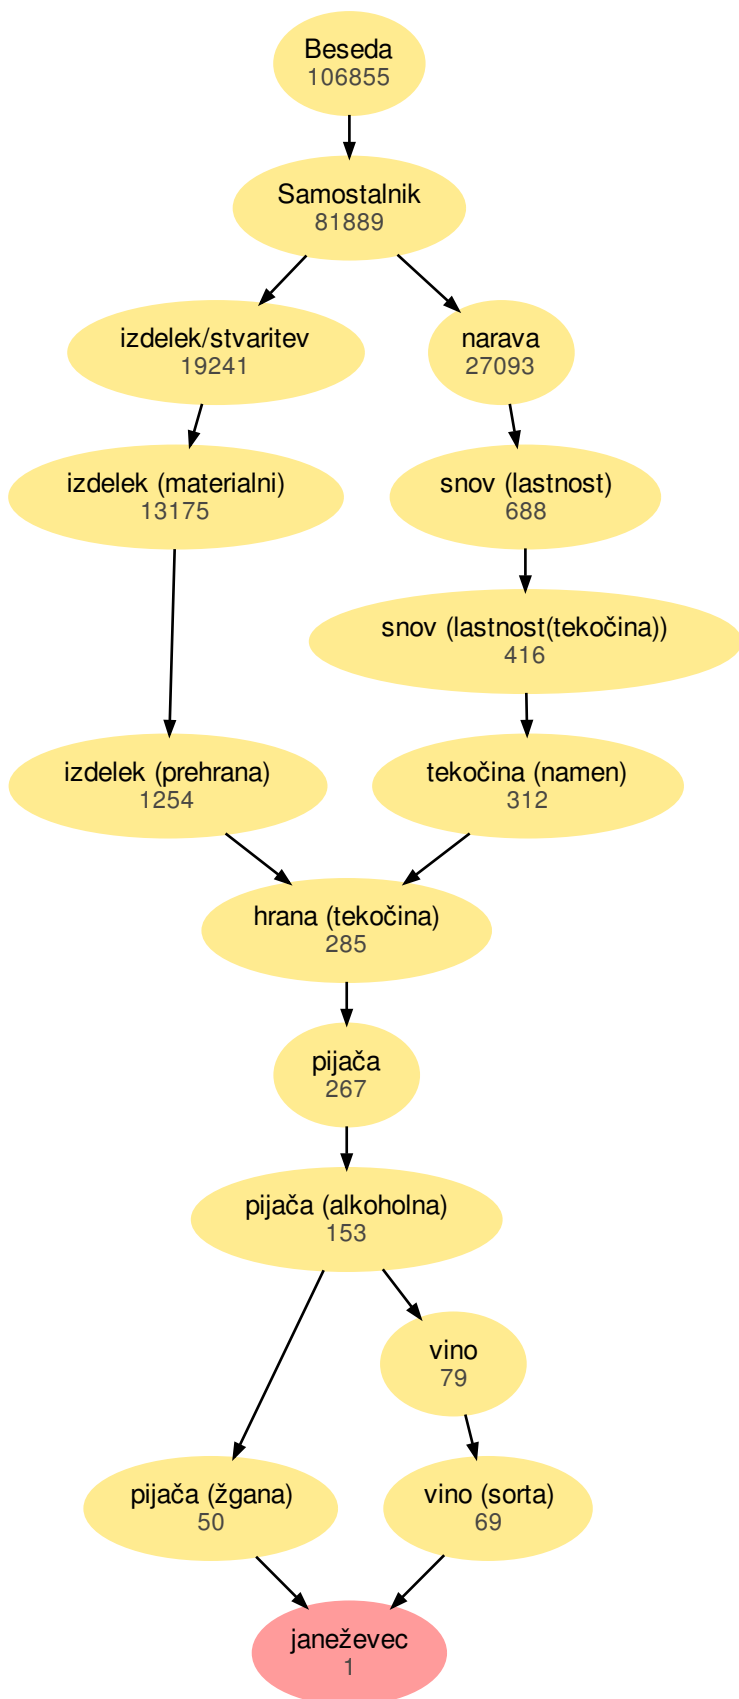 Beseda
106855
Samostalnik
81889
izdelek/stvaritev
19241
narava
27093
izdelek (materialni)
13175
snov (lastnost)
688
snov (lastnost(tekočina))
416
izdelek (prehrana)
1254
tekočina (namen)
312
hrana (tekočina)
285
pijača
267
pijača (alkoholna)
153
vino
79
pijača (žgana)
50
vino (sorta)
69
janeževec
1